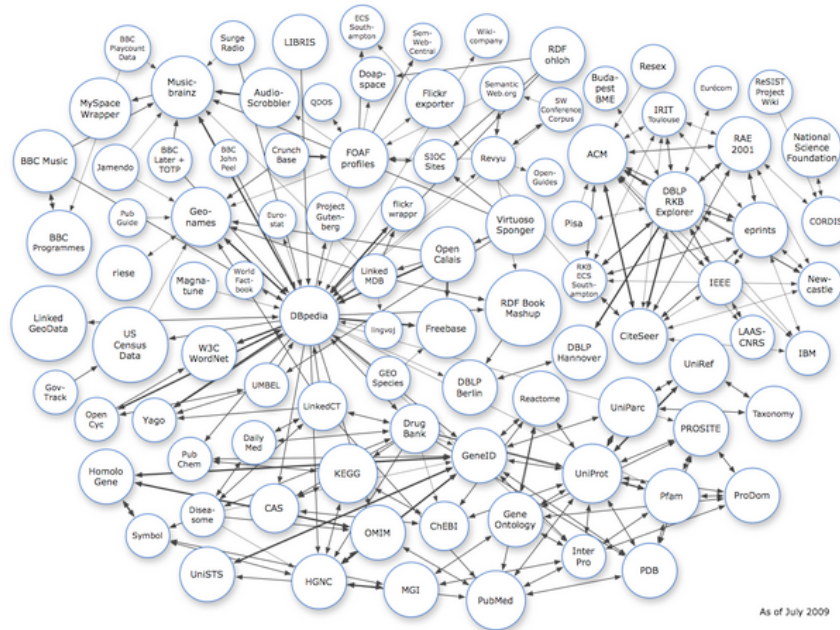 BBC
Playcount
Data
Music-
brainz
Surge
Radio
LIBRIS
ECS
South-
ampton
Sem-
Web-
Central
Wiki-
company
RDF
ohloh
Doap-
space
Flickr
exporter
Semantic
Web.org
Buda-
pest
BME
Resex
MySpace
Wrapper
Audio-
Scrobbler
QDOS
SW
Conference
Corpus
IRIT
Toulouse
Eurécom
ReSIST
Project
Wiki
BBC Music
Jamendo
BBC
Later +
TOTP
BBC
John
Peel
Crunch
Base
FOAF
profiles
SIOC
Sites
Revyu
Open-
Guides
ACM
RAE
2001
National
Science
Foundation
DBLP
RKB
Explorer
BBC
Programmes
Pub
Guide
Geo-
names
Euro-
stat
Project
Guten-
berg
flickr
wrappr
Virtuoso
Sponger
Pisa
eprints
CORDIS
riese
Magna-
tune
World
Fact-
book
Linked
MDB
Open
Calais
RKB
ECS
South-
ampton
IEEE
New-
castle
Linked
GeoData
US
Census
Data
W3C
WordNet
DBpedia
lingvoj
Freebase
RDF Book
Mashup
CiteSeer
LAAS-
CNRS
IBM
DBLP
Hannover
Gov-
Track
Open
Cyc
Yago
UMBEL
GEO
Species
DBLP
Berlin
UniRef
LinkedCT
Reactome
UniParc
Taxonomy
Drug
Bank
PROSITE
Daily
Med
Pub
Chem
Homolo
Gene
KEGG
GeneID
UniProt
Pfam
ProDom
CAS
Disea-
some
Symbol
OMIM
ChEBI
Gene
Ontology
Inter
Pro
UniSTS
HGNC
MGI
PubMed
PDB
As of July 2009